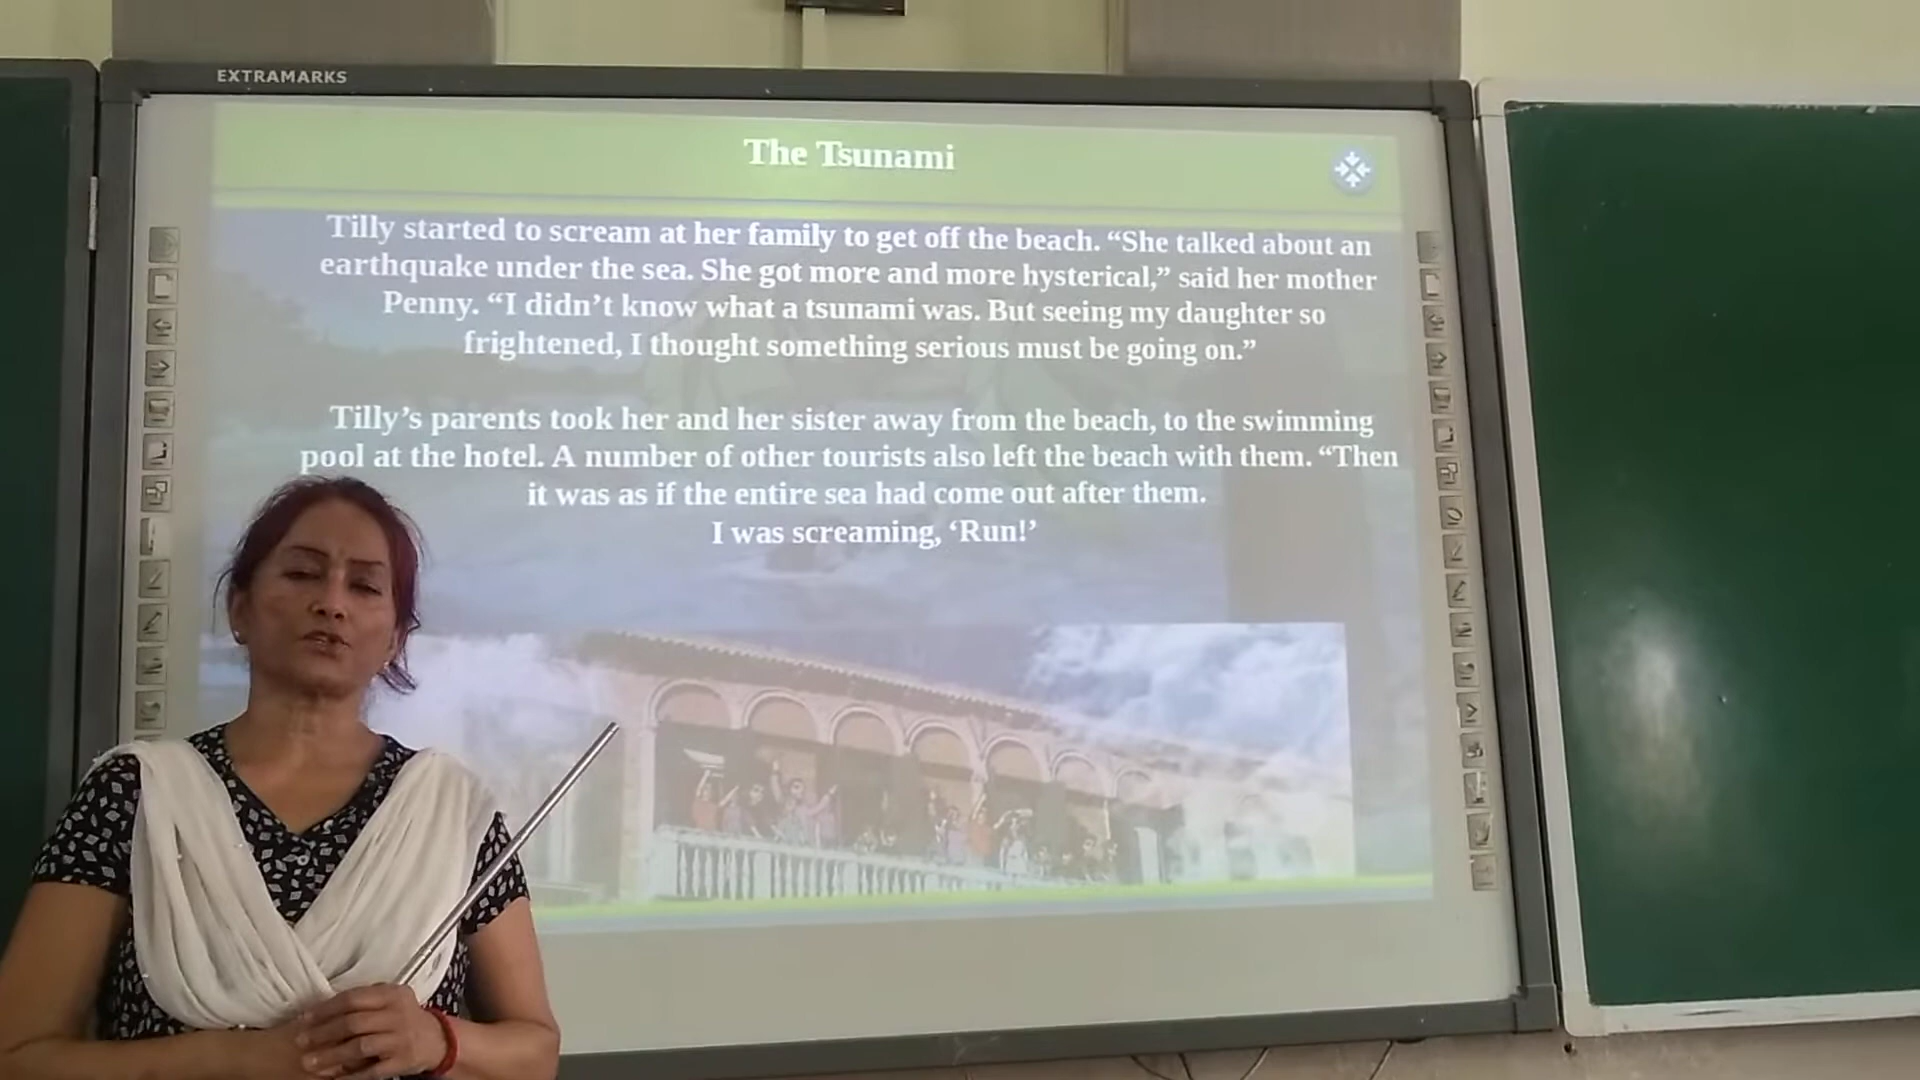 EXTRAMARKS
The Tsunami
Tilly started to scream at her family to get off the beach. “She talked about an
earthquake under the sea. She got more and more hysterical,” said her mother
Penny. “I didn’t know what a tsunami was. But seeing my daughter so
frightened, I thought something serious must be going on.”
Tilly’s parents took her and her sister away from the beach, to the swimming
pool at the hotel. A number of other tourists also left the beach with them. “Then
it was as if the entire sea had come out after them.
I was screaming, ‘Run!’